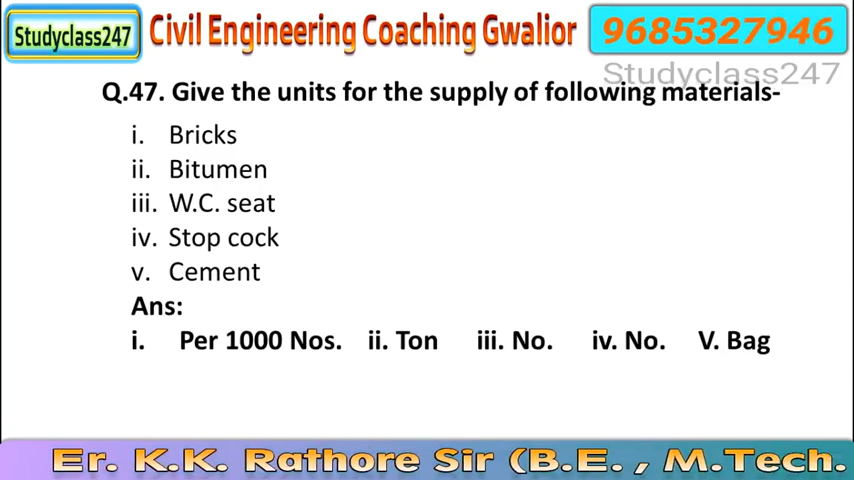 Studyclass247 Civil Engineering Coaching Gwalior 9685327946
Studyclass247
Q.47. Give the units for the supply of following materials-
i. Bricks
ii. Bitumen
iii. W.C. seat
iv. Stop cock
v. Cement
Ans:
i. Per 1000 Nos. ii. Ton iii. No. iv. No. V. Bag
Er. K.K. Rathore Sir (B.E. , M.Tech.